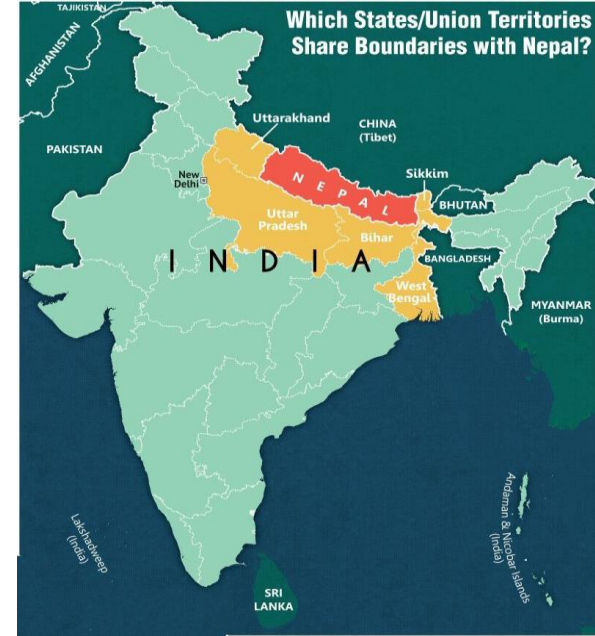 Which States/Union Territories
Share Boundaries with Nepal?
TAJIKISTAN
AFGHANISTAN
Uttarakhand
CHINA
(Tibet)
PAKISTAN
New
Delhi
NEPAL
Sikkim
BHUTAN
Uttar
Pradesh
Bihar
INDIA
BANGLADESH
West
Bengal
MYANMAR
(Burma)
Lakshadweep
(India)
Andaman & Nicobar Islands
(India)
SRI
LANKA